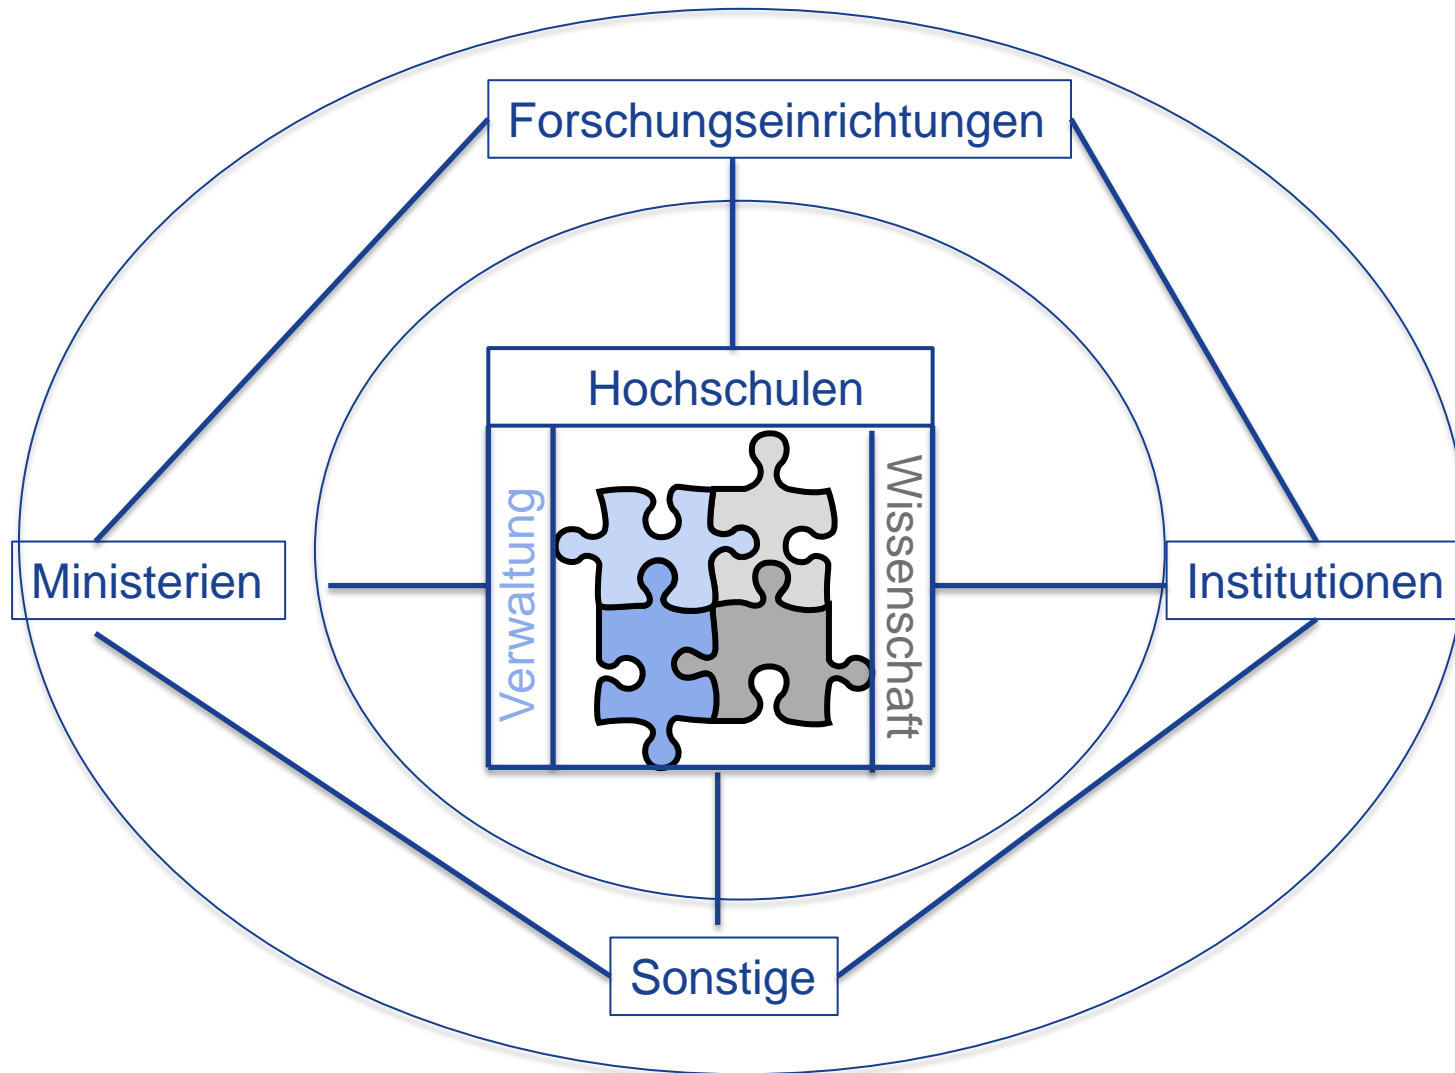 Forschungseinrichtungen
Hochschulen
Verwaltung
Wissenschaft
Ministerien
Institutionen
Sonstige